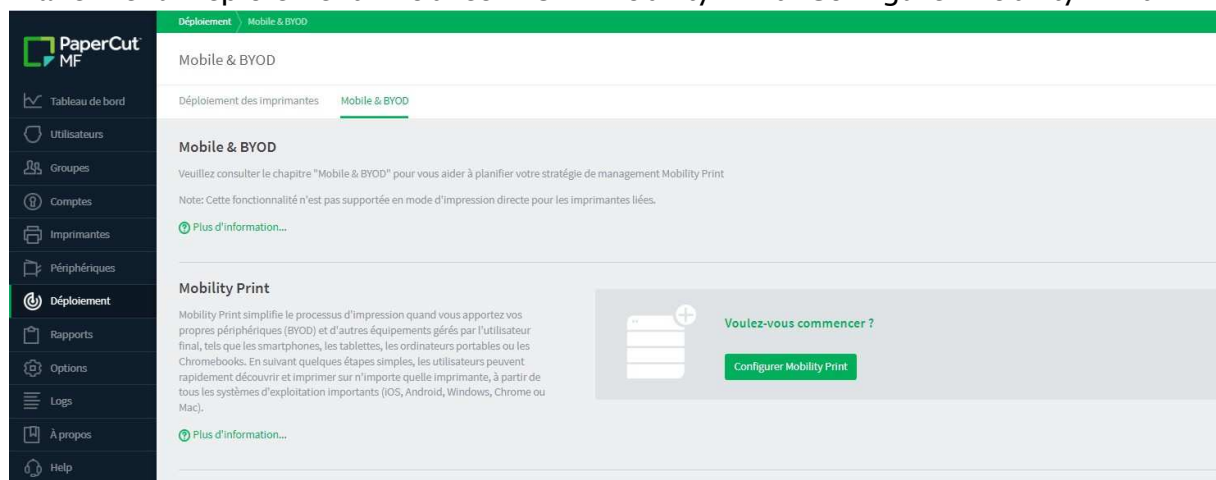 Déploiement
Mobile & BYOD
PaperCut
MF
Mobile & BYOD
Tableau de bord
Déploiement des imprimantes
Mobile & BYOD
Utilisateurs
Groupes
Comptes
Imprimantes
Périphériques
Déploiement
Rapports
Options
Logs
À propos
Help
Mobile & BYOD
Veuillez consulter le chapitre "Mobile & BYOD" pour vous aider à planifier votre stratégie de management Mobility Print
Note: Cette fonctionnalité n'est pas supportée en mode d'impression directe pour les imprimantes liées.
Plus d'information...
Mobility Print
Mobility Print simplifie le processus d'impression quand vous apportez vos
propres périphériques (BYOD) et d'autres équipements gérés par l'utilisateur
final, tels que les smartphones, les tablettes, les ordinateurs portables ou les
Chromebooks. En suivant quelques étapes simples, les utilisateurs peuvent
rapidement découvrir et imprimer sur n'importe quelle imprimante, à partir de
tous les systèmes d'exploitation importants (iOS, Android, Windows, Chrome ou
Mac).
Plus d'information...
Voulez-vous commencer ?
Configurer Mobility Print